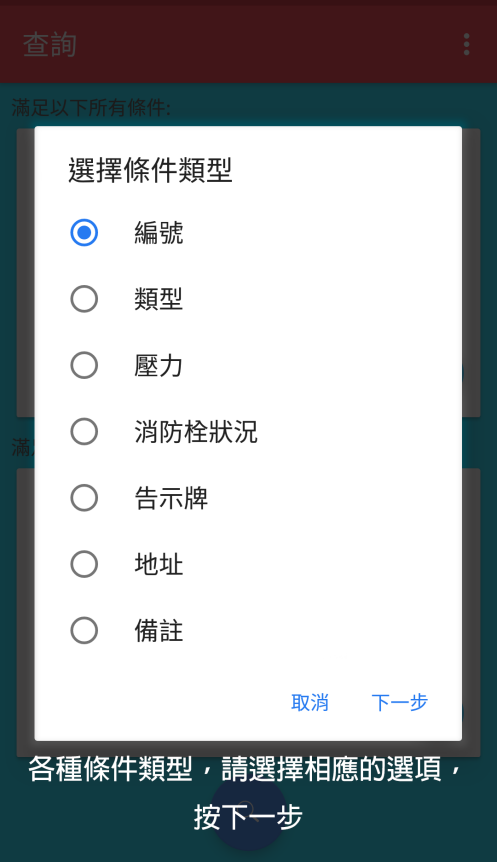 查詢
滿足以下所有條件:
選擇條件類型
編號
類型
壓力
消防栓狀況
告示牌
地址
備註
滿
取消
下一步
各種條件類型，請選擇相應的選項，
按下一步